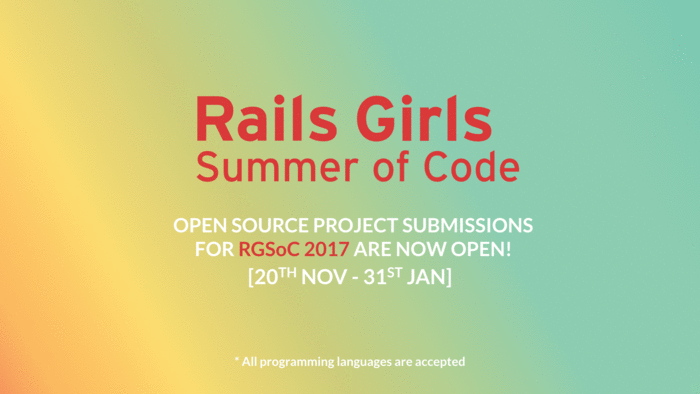 Rails Girls
Summer of Code
OPEN SOURCE PROJECT SUBMISSIONS
FOR RGSoC 2017 ARE NOW OPEN!
[20TH NOV - 31ST JAN]
* All programming languages are accepted